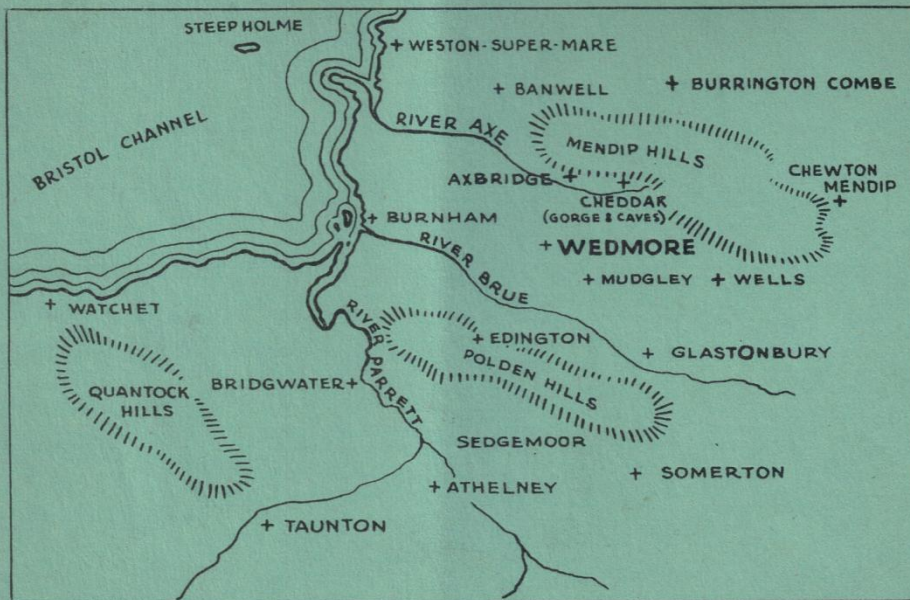 STEEP HOLME
+ WESTON-SUPER-MARE
+ BANWELL
+ BURRINGTON COMBE
BRISTOL CHANNEL
RIVER AXE
MENDIP HILLS
AXBRIDGE +
+
CHEDDAR
(GORGE & CAVES)
CHEWTON
MENDIP
+
+ BURNHAM
+ WEDMORE
RIVER BRUE
+ MUDGLEY
+ WELLS
+ WATCHET
RIVER PARRETT
+ EDINGTON
+ GLASTONBURY
POLDEN HILLS
QUANTOCK
HILLS
BRIDGWATER +
SEDGEMOOR
+ ATHELNEY
+ SOMERTON
+ TAUNTON